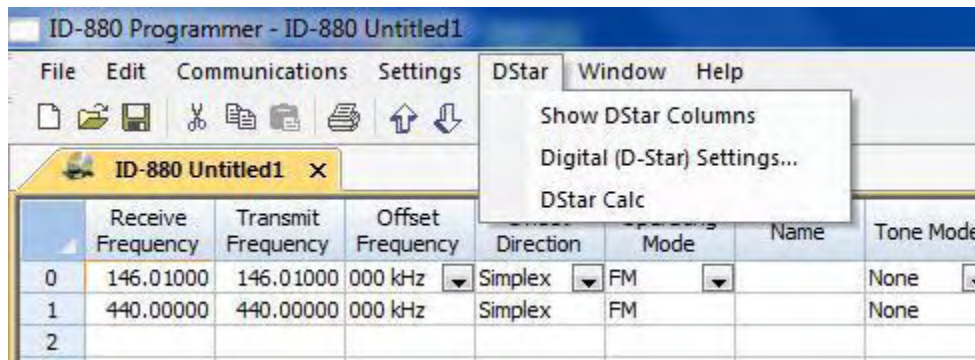 ID-880 Programmer - ID-880 Untitled1
File Edit Communications Settings DStar Window Help
Show DStar Columns
Digital (D-Star) Settings...
DStar Calc
ID-880 Untitled1 X
Receive Frequency Transmit Frequency Offset Frequency Direction Mode Name Tone Mode
0 146.01000 146.01000 000 kHz Simplex FM None
1 440.00000 440.00000 000 kHz Simplex FM None
2